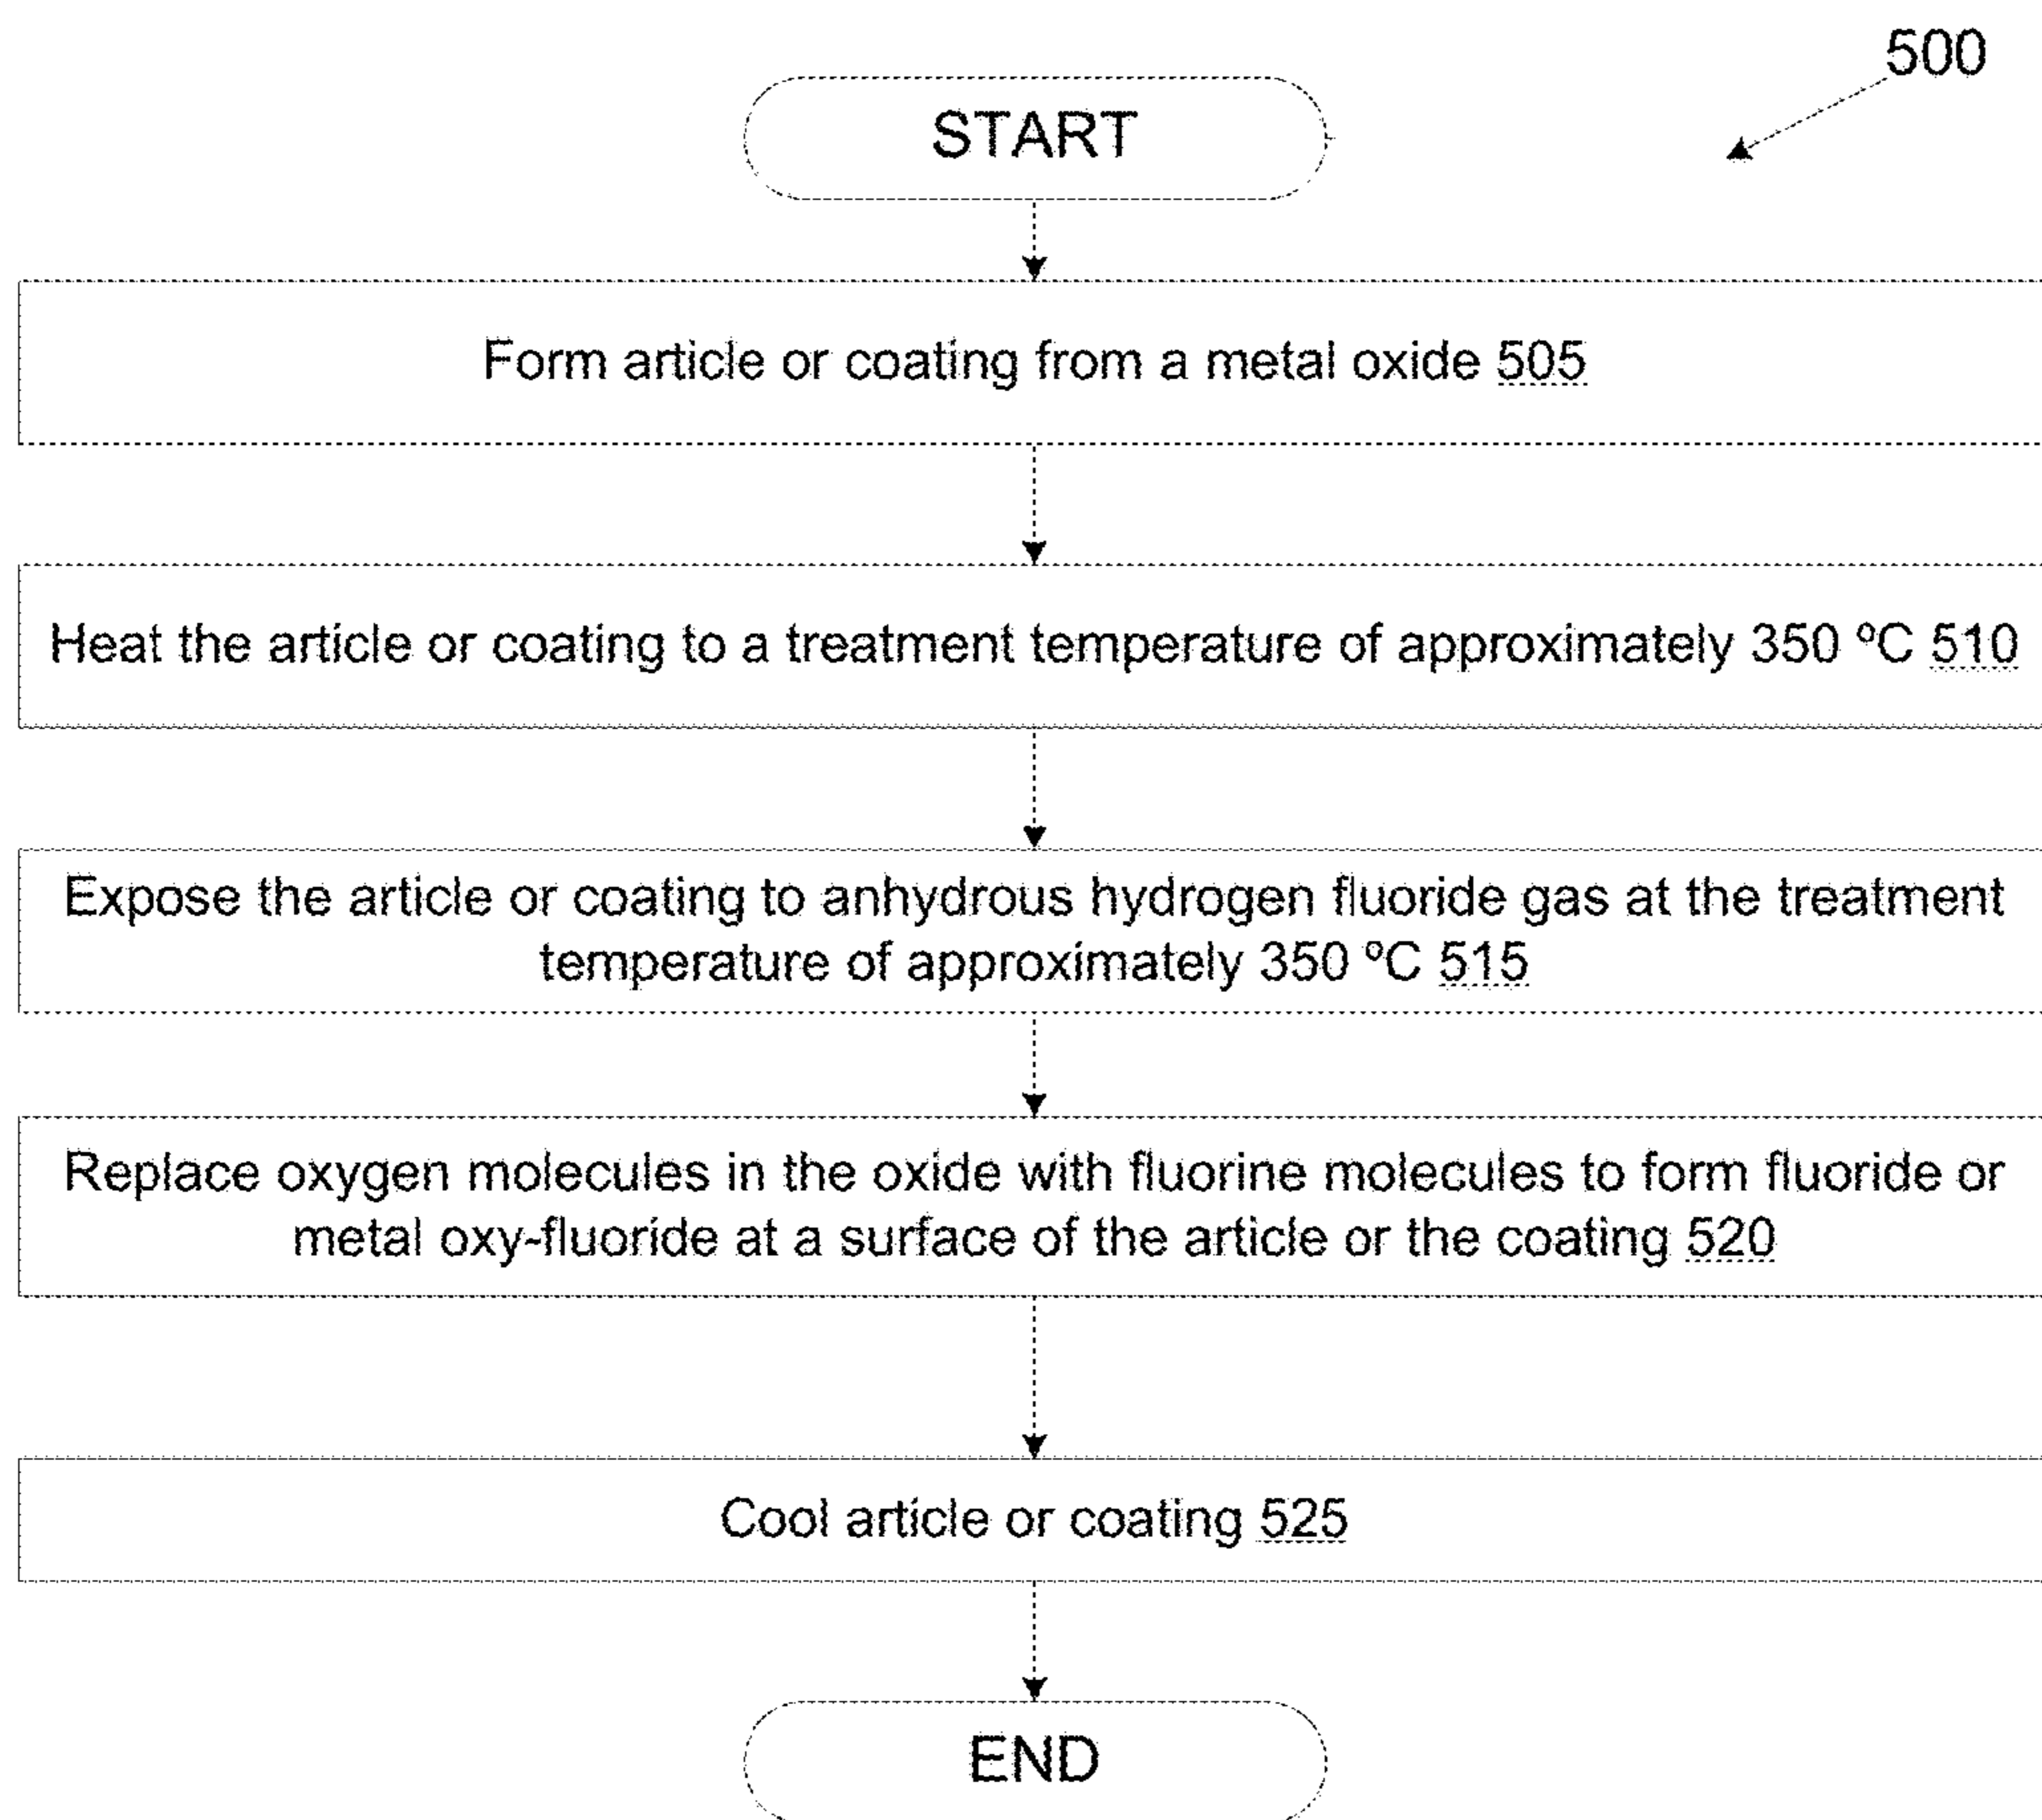 500
START
Form article or coating from a metal oxide 505
Heat the article or coating to a treatment temperature of approximately 350 ºC 510
Expose the article or coating to anhydrous hydrogen fluoride gas at the treatment
temperature of approximately 350 ºC 515
Replace oxygen molecules in the oxide with fluorine molecules to form fluoride or
metal oxy-fluoride at a surface of the article or the coating 520
Cool article or coating 525
END